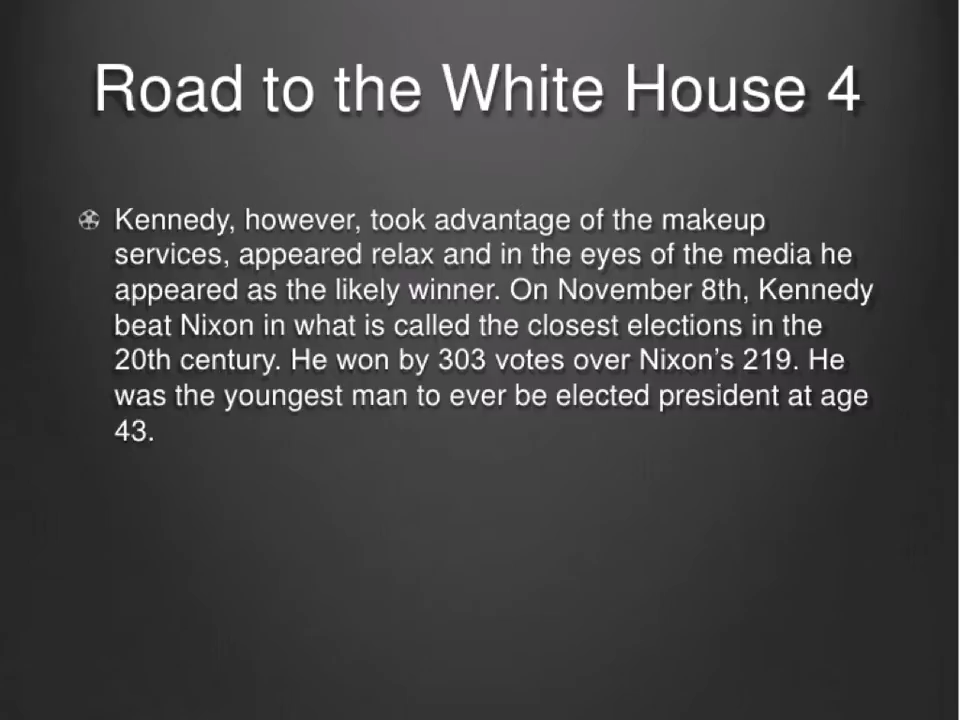 Road to the White House 4
Kennedy, however, took advantage of the makeup
services, appeared relax and in the eyes of the media he
appeared as the likely winner. On November 8th, Kennedy
beat Nixon in what is called the closest elections in the
20th century. He won by 303 votes over Nixon's 219. He
was the youngest man to ever be elected president at age
43.